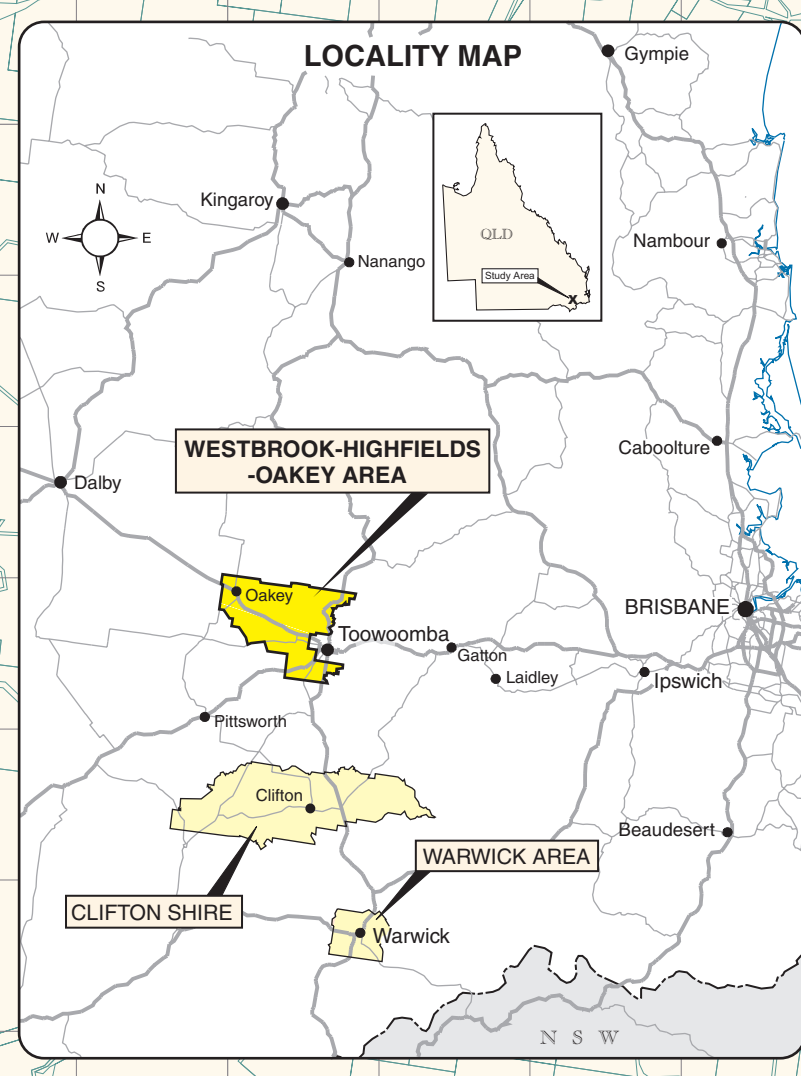 LOCALITY MAP
Gympie
N
W
E
S
Kingaroy
Nanango
QLD
Study Area
x
Nambour
WESTBROOK-HIGHFIELDS
-OAKEY AREA
Caboolture
Dalby
Oakey
BRISBANE
Toowoomba
Gatton
Laidley
Ipswich
Pittsworth
Clifton
Beaudesert
WARWICK AREA
CLIFTON SHIRE
Warwick
N S W